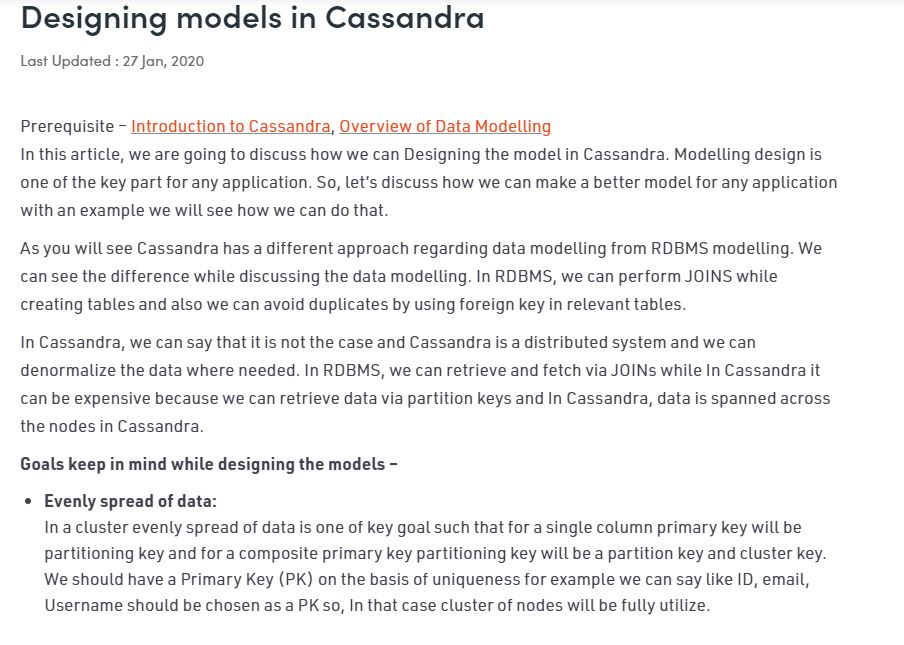 Designing models in Cassandra
Last Updated : 27 Jan, 2020
Prerequisite – Introduction to Cassandra, Overview of Data Modelling
In this article, we are going to discuss how we can Designing the model in Cassandra. Modelling design is
one of the key part for any application. So, let’s discuss how we can make a better model for any application
with an example we will see how we can do that.
As you will see Cassandra has a different approach regarding data modelling from RDBMS modelling. We
can see the difference while discussing the data modelling. In RDBMS, we can perform JOINS while
creating tables and also we can avoid duplicates by using foreign key in relevant tables.
In Cassandra, we can say that it is not the case and Cassandra is a distributed system and we can
denormalize the data where needed. In RDBMS, we can retrieve and fetch via JOINs while In Cassandra it
can be expensive because we can retrieve data via partition keys and In Cassandra, data is spanned across
the nodes in Cassandra.
Goals keep in mind while designing the models –
• Evenly spread of data:
In a cluster evenly spread of data is one of key goal such that for a single column primary key will be
partitioning key and for a composite primary key partitioning key will be a partition key and cluster key.
We should have a Primary Key (PK) on the basis of uniqueness for example we can say like ID, email,
Username should be chosen as a PK so, In that case cluster of nodes will be fully utilize.